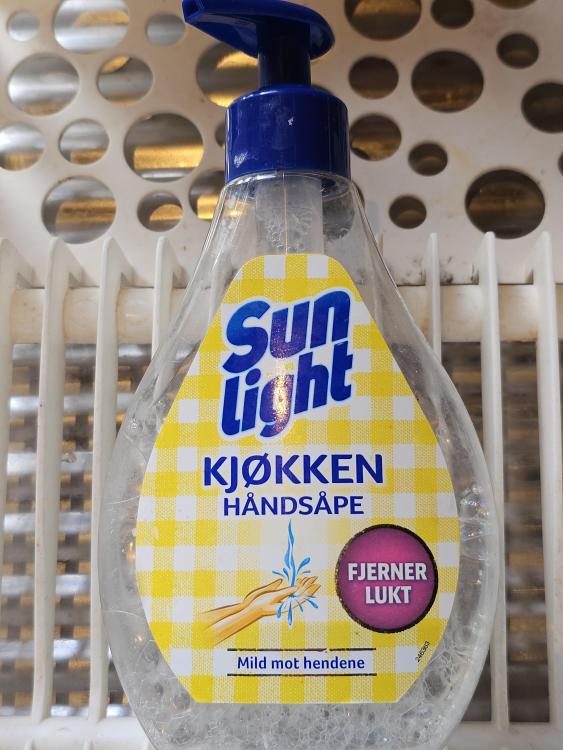 Sun
light
KJØKKEN
HÅNDSÅPE
FJERNER
LUKT
Mild mot hendene